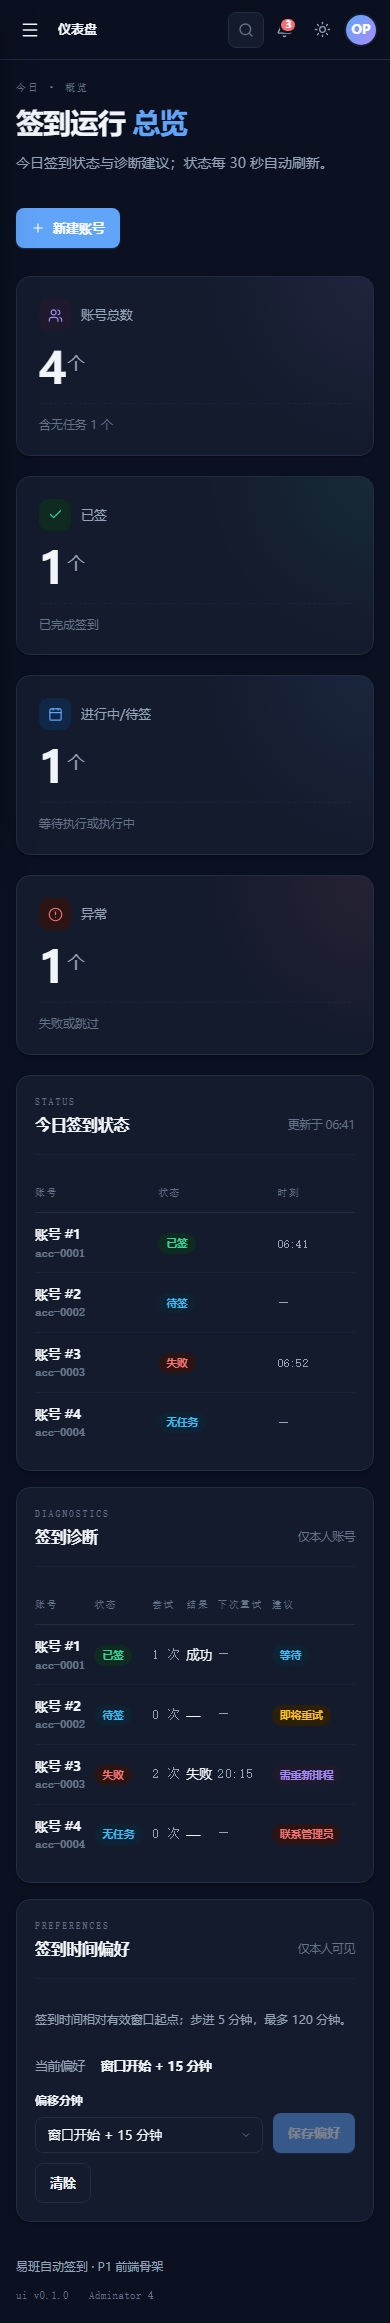 仪表盘
3
OP
今日 · 概览
签到运行 总览
今日签到状态与诊断建议；状态每 30 秒自动刷新。
+ 新建账号
账号总数
4个
含无任务 1 个
已签
1个
已完成签到
进行中/待签
1个
等待执行或执行中
异常
1个
失败或跳过
STATUS
今日签到状态 更新于 06:41
账号 状态 时刻
账号 #1 已签 06:41
acc-0001
账号 #2 待签 —
acc-0002
账号 #3 失败 06:52
acc-0003
账号 #4 无任务 —
acc-0004
DIAGNOSTICS
签到诊断 仅本人账号
账号 状态 尝试 结果 下次重试 建议
账号 #1 已签 1 次 成功 — 等待
acc-0001
账号 #2 待签 0 次 — — 即将重试
acc-0002
账号 #3 失败 2 次 失败 20:15 需重新排程
acc-0003
账号 #4 无任务 0 次 — — 联系管理员
acc-0004
PREFERENCES
签到时间偏好 仅本人可见
签到时间相对有效窗口起点；步进 5 分钟，最多 120 分钟。
当前偏好 窗口开始 + 15 分钟
偏移分钟
窗口开始 + 15 分钟 保存偏好
清除
易班自动签到 · P1 前端骨架
ui v0.1.0 Adminator 4